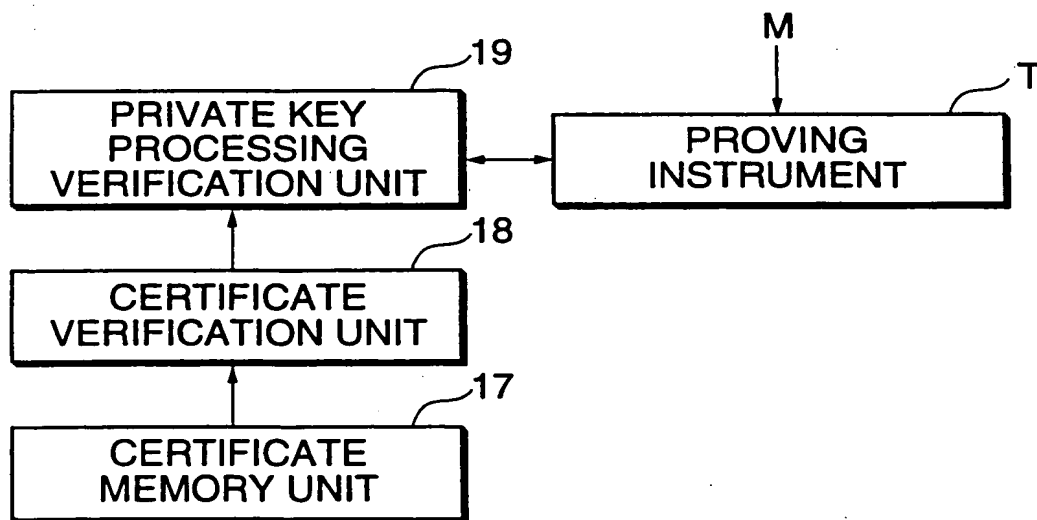 19
M
T
PRIVATE KEY
PROCESSING
VERIFICATION UNIT
PROVING
INSTRUMENT
18
CERTIFICATE
VERIFICATION UNIT
17
CERTIFICATE
MEMORY UNIT